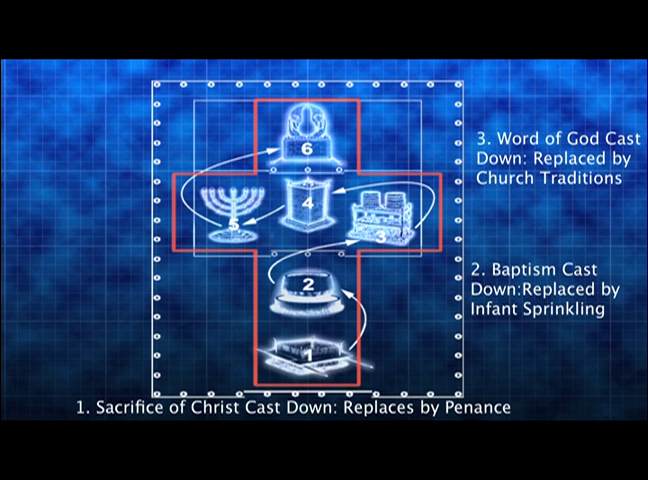 6
3. Word of God Cast
Down: Replaced by
Church Traditions
5
4
3
2
2. Baptism Cast
Down:Replaced by
Infant Sprinkling
1
1. Sacrifice of Christ Cast Down: Replaces by Penance